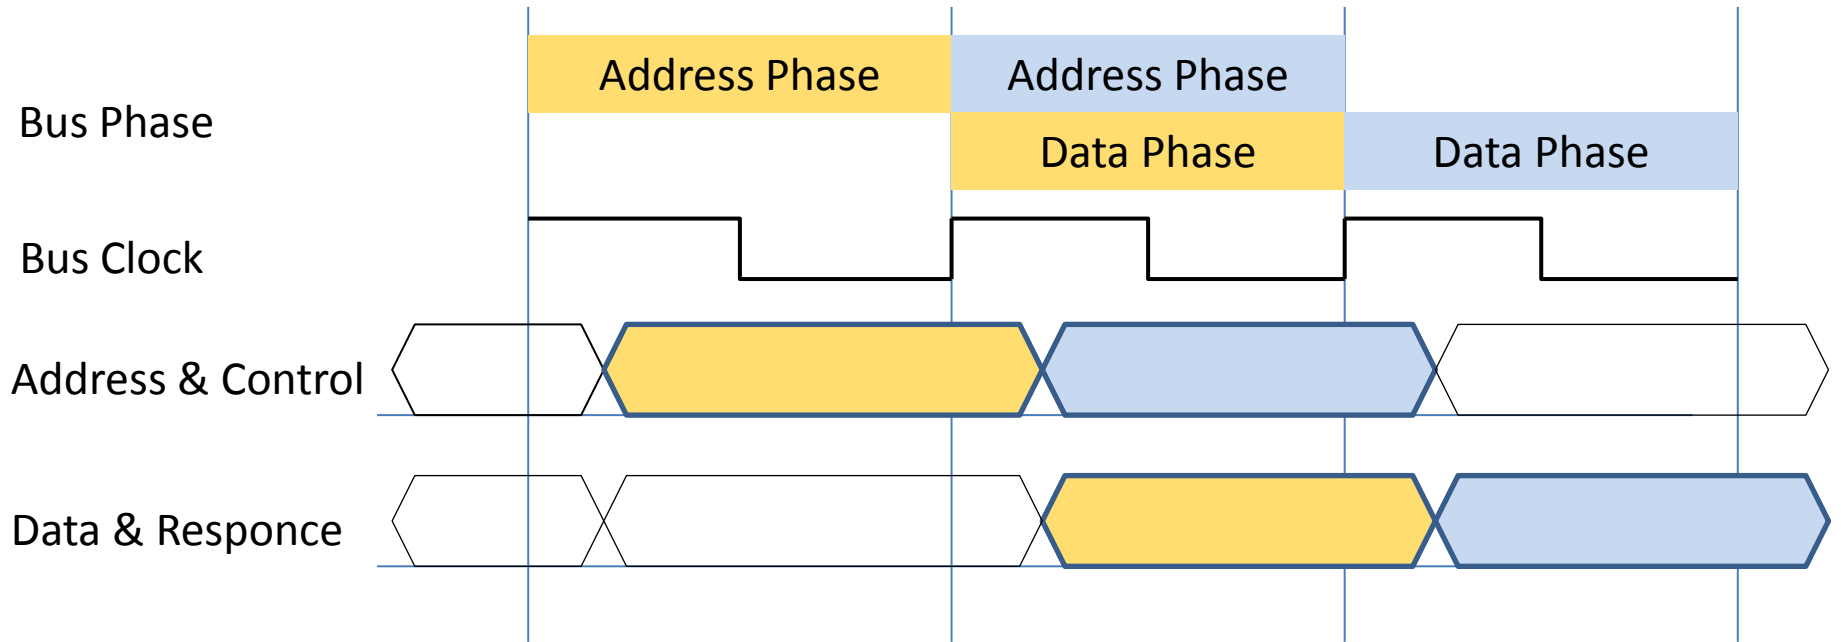 Address Phase
Address Phase
Bus Phase
Data Phase
Data Phase
Bus Clock
Address & Control
Data & Responce